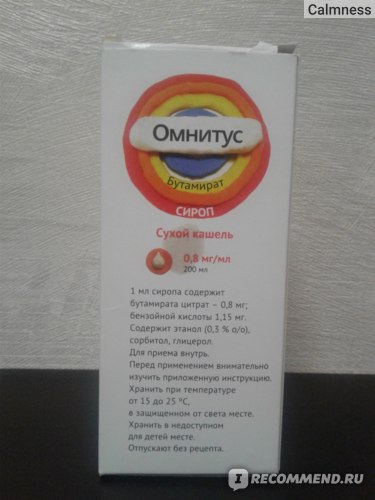 Calmness
Омнитус
Бутамират
СИРОП
Сухой кашель
0,8 мг/мл
200 мл
1 мл сиропа содержит
бутамирата цитрат – 0,8 мг;
бензойной кислоты 1,15 мг.
Содержит этанол (0,3 % о/о),
сорбитол, глицерол.
Для приема внутрь.
Перед применением внимательно
изучить приложенную инструкцию.
Хранить при температуре
от 15 до 25 °C,
в защищенном от света месте.
Хранить в недоступном
для детей месте.
Отпускают без рецепта.
I RECOMMEND.RU